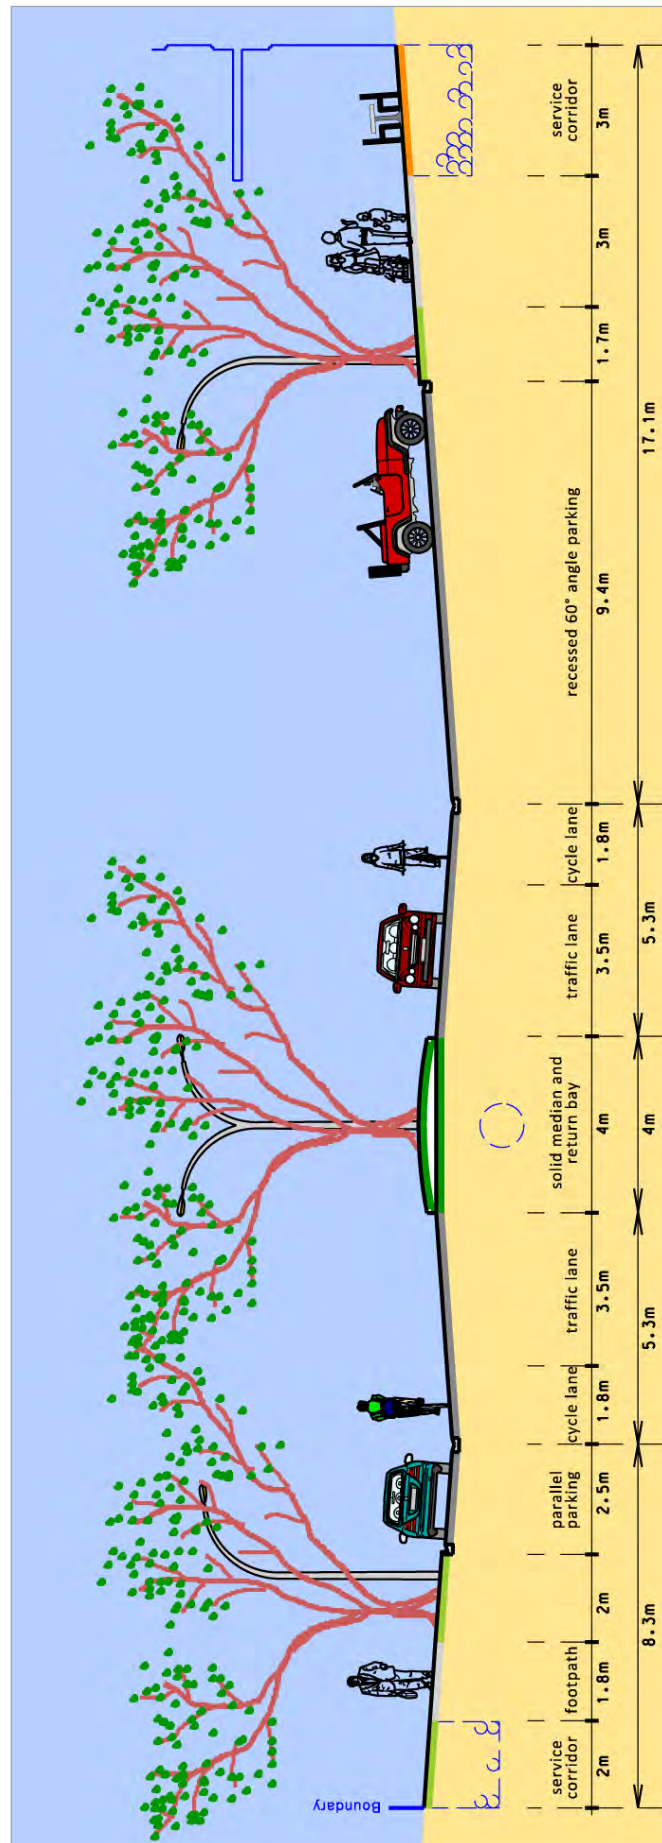 Boundary
service
corridor
footpath
parallel
parking
cycle lane
traffic lane
solid median and
return bay
traffic lane
cycle lane
recessed 60° angle parking
service
corridor
2m
1.8m
2m
2.5m
1.8m
3.5m
4m
3.5m
1.8m
9.4m
1.7m
3m
3m
8.3m
5.3m
4m
5.3m
17.1m